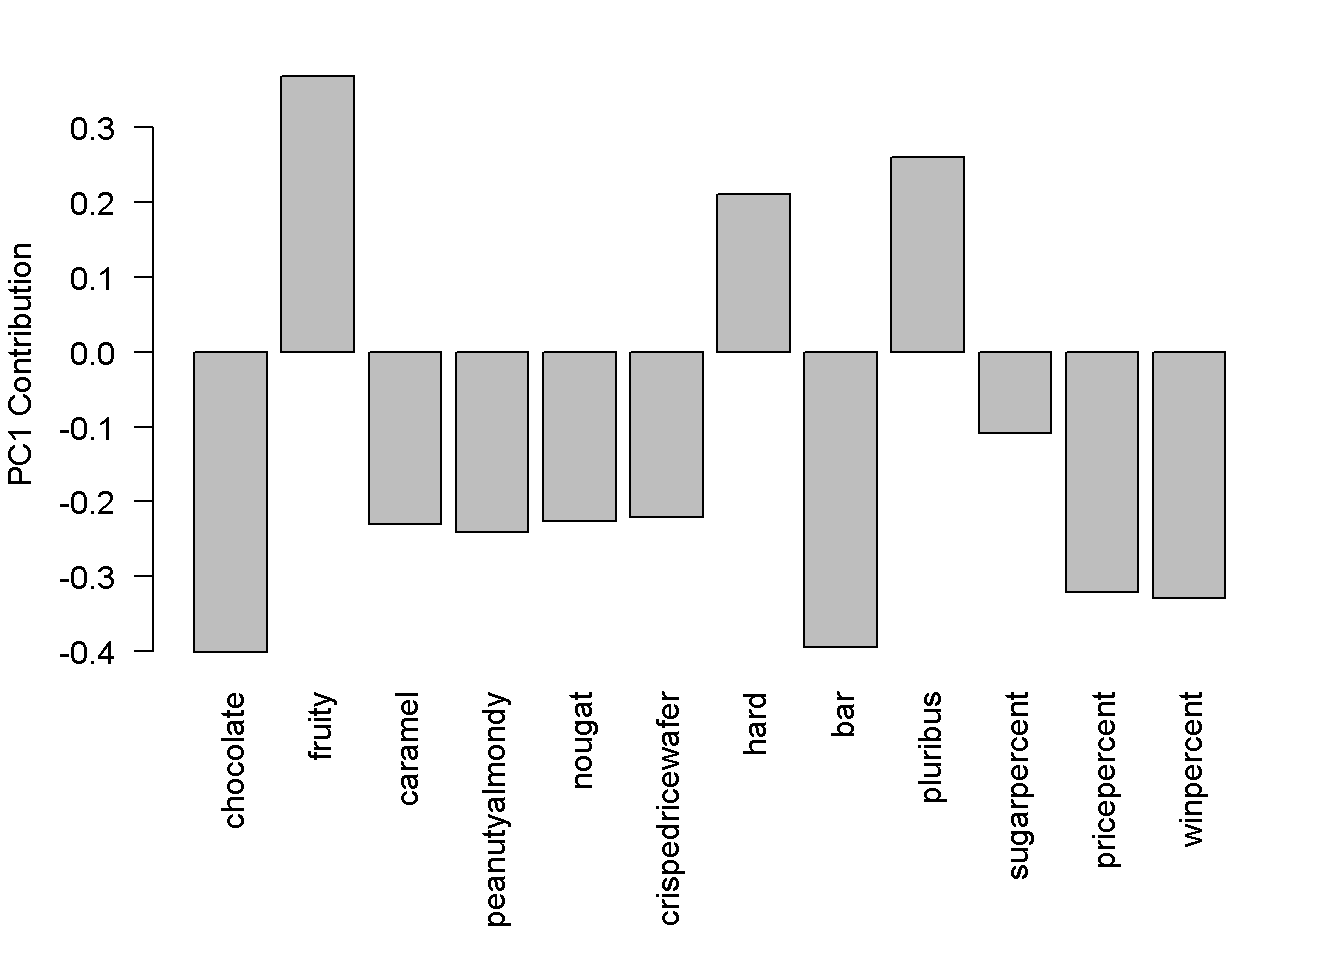 PC1 Contribution
0.3
0.2
0.1
0.0
-0.1
-0.2
-0.3
-0.4
chocolate
fruity
caramel
peanutyalmondy
nougat
crispedricewafer
hard
bar
pluribus
sugarpercent
pricepercent
winpercent